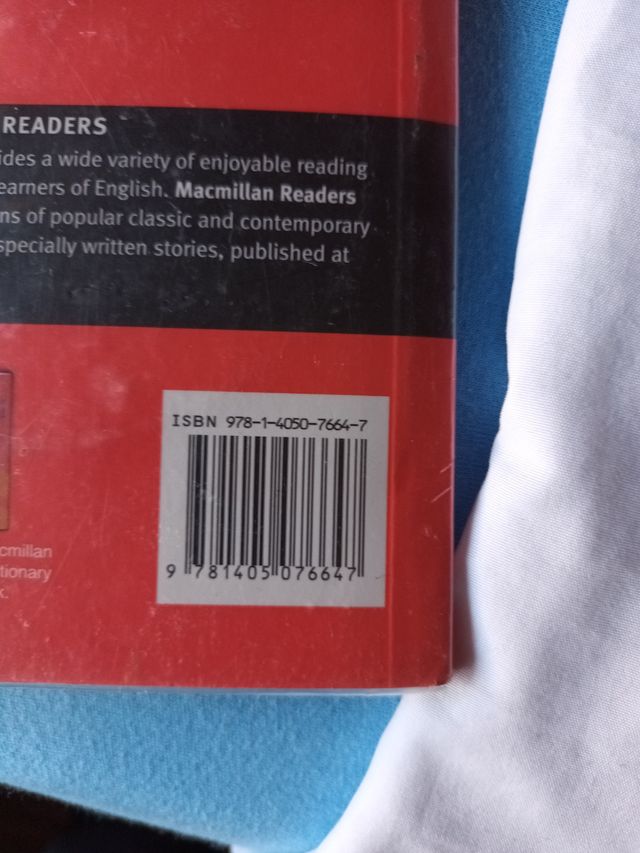 READERS
ides a wide variety of enjoyable reading
earners of English. Macmillan Readers
ns of popular classic and contemporary
specially written stories, published at
ISBN 978-1-4050-7664-7
9 781405 076647
cmillan
tionary
k.